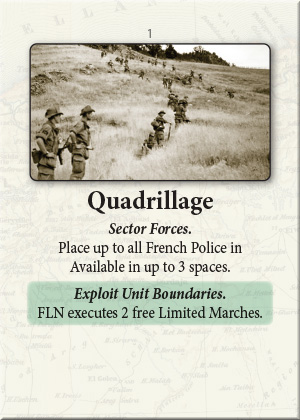 1
Quadrillage
Sector Forces.
Place up to all French Police in
Available in up to 3 spaces.
Exploit Unit Boundaries.
FLN executes 2 free Limited Marches.